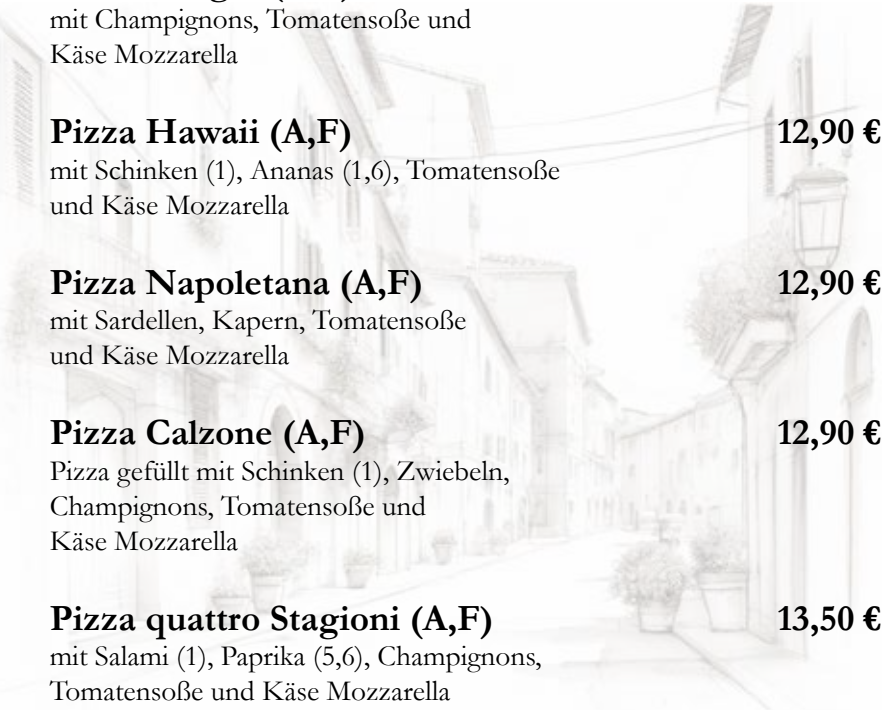 mit Champignons, Tomatensoße und
Käse Mozzarella
Pizza Hawaii (A,F) 12,90 €
mit Schinken (1), Ananas (1,6), Tomatensoße
und Käse Mozzarella
Pizza Napoletana (A,F) 12,90 €
mit Sardellen, Kapern, Tomatensoße
und Käse Mozzarella
Pizza Calzone (A,F) 12,90 €
Pizza gefüllt mit Schinken (1), Zwiebeln,
Champignons, Tomatensoße und
Käse Mozzarella
Pizza quattro Stagioni (A,F) 13,50 €
mit Salami (1), Paprika (5,6), Champignons,
Tomatensoße und Käse Mozzarella